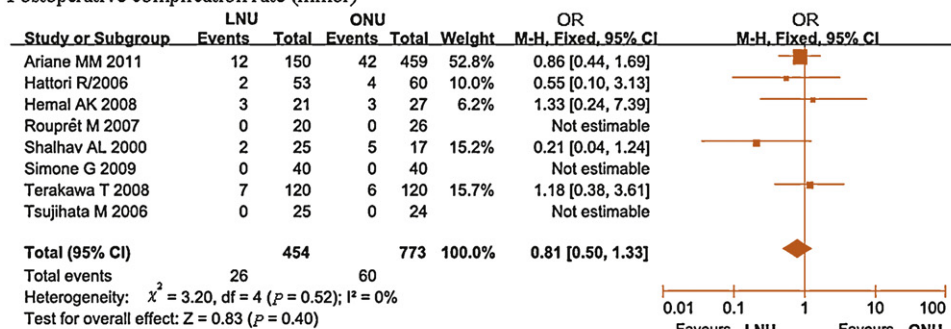 Postoperative complication rate (minor)
LNU ONU OR OR
Study or Subgroup Events Total Events Total Weight M-H, Fixed, 95% CI M-H, Fixed, 95% CI
Ariane MM 2011 12 150 42 459 52.8% 0.86 [0.44, 1.69]
Hattori R/2006 2 53 4 60 10.0% 0.55 [0.10, 3.13]
Hemal AK 2008 3 21 3 27 6.2% 1.33 [0.24, 7.39]
Rouprêt M 2007 0 20 0 26 Not estimable
Shalhav AL 2000 2 25 5 17 15.2% 0.21 [0.04, 1.24]
Simone G 2009 0 40 0 40 Not estimable
Terakawa T 2008 7 120 6 120 15.7% 1.18 [0.38, 3.61]
Tsujihata M 2006 0 25 0 24 Not estimable
Total (95% CI) 454 773 100.0% 0.81 [0.50, 1.33]
Total events 26 60
Heterogeneity: χ² = 3.20, df = 4 (P = 0.52); I² = 0%
Test for overall effect: Z = 0.83 (P = 0.40)
0.01 0.1 1 10 100
Favours LNU Favours ONU